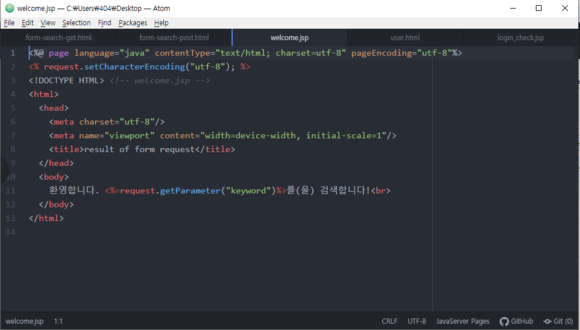 welcome.jsp — C:₩Users₩404₩Desktop — Atom
File Edit View Selection Find Packages Help
form-search-get.html form-search-post.html welcome.jsp user.html login_check.jsp
1 <%@ page language="java" contentType="text/html; charset=utf-8" pageEncoding="utf-8"%>
2 <% request.setCharacterEncoding("utf-8"); %>
3 <!DOCTYPE HTML> <!-- welcome.jsp -->
4 <html>
5 <head>
6 <meta charset="utf-8"/>
7 <meta name="viewport" content="width=device-width, initial-scale=1"/>
8 <title>result of form request</title>
9 </head>
10 <body>
11 환영합니다. <%=request.getParameter("keyword")%>를(을) 검색합니다!<br>
12 </body>
13 </html>
14
welcome.jsp 1:1 CRLF UTF-8 JavaServer Pages GitHub Git (0)